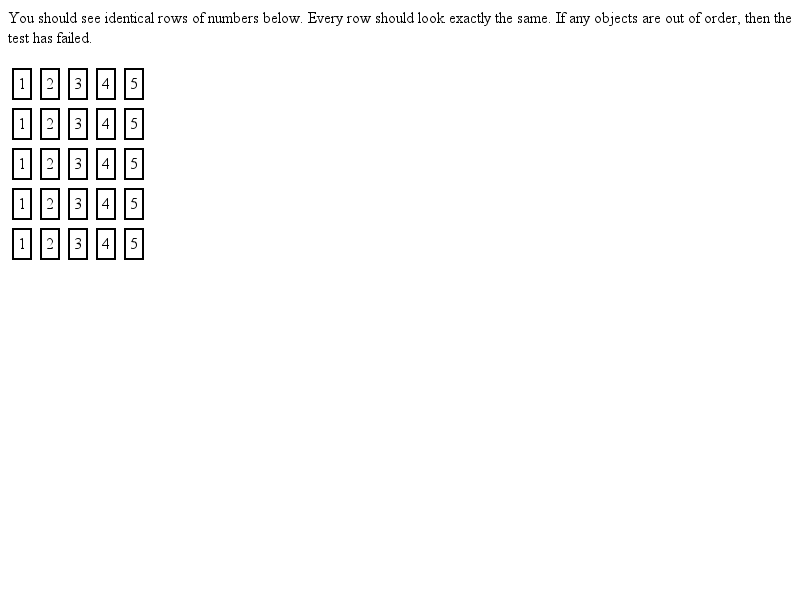 You should see identical rows of numbers below. Every row should look exactly the same. If any objects are out of order, then the
test has failed.
1 2 3 4 5
1 2 3 4 5
1 2 3 4 5
1 2 3 4 5
1 2 3 4 5